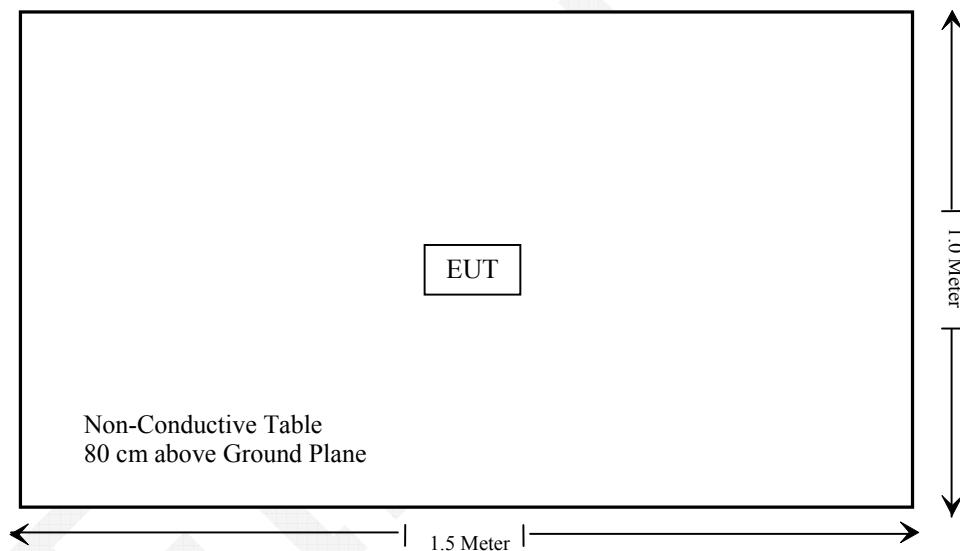 EUT
1.0 Meter
Non-Conductive Table
80 cm above Ground Plane
1.5 Meter